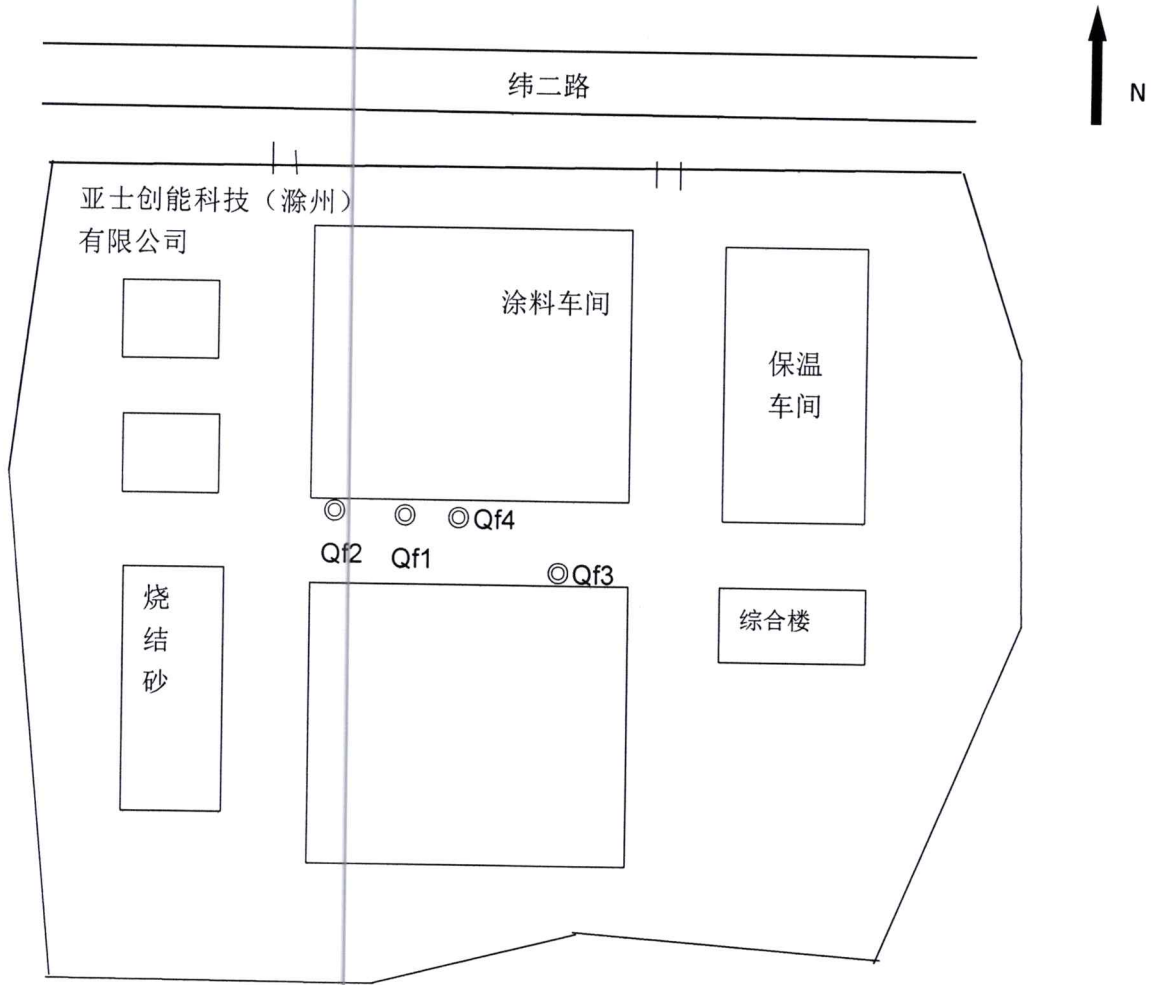 纬二路
N
亚士创能科技（滁州）
有限公司
涂料车间
保温
车间
Qf4
Qf2
Qf1
Qf3
烧
结
砂
综合楼